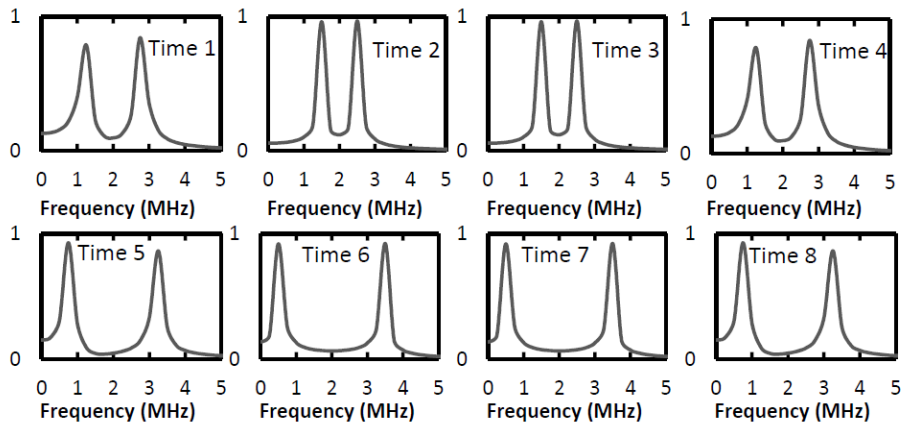 1 Time 1 1 Time 2 1 Time 3 1 Time 4
0 0 0 0
0 1 2 3 4 5 0 1 2 3 4 5 0 1 2 3 4 5 0 1 2 3 4 5
Frequency (MHz) Frequency (MHz) Frequency (MHz) Frequency (MHz)
1 Time 5 1 Time 6 1 Time 7 1 Time 8
0 0 0 0
0 1 2 3 4 5 0 1 2 3 4 5 0 1 2 3 4 5 0 1 2 3 4 5
Frequency (MHz) Frequency (MHz) Frequency (MHz) Frequency (MHz)